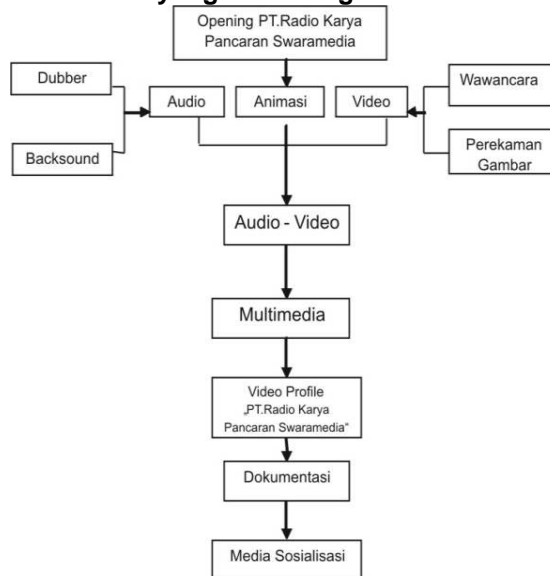 Opening PT.Radio Karya
Pancaran Swaramedia
Dubber
Audio
Animasi
Video
Wawancara
Backsound
Perekaman
Gambar
Audio - Video
Multimedia
Video Profile
„PT.Radio Karya
Pancaran Swaramedia"
Dokumentasi
Media Sosialisasi